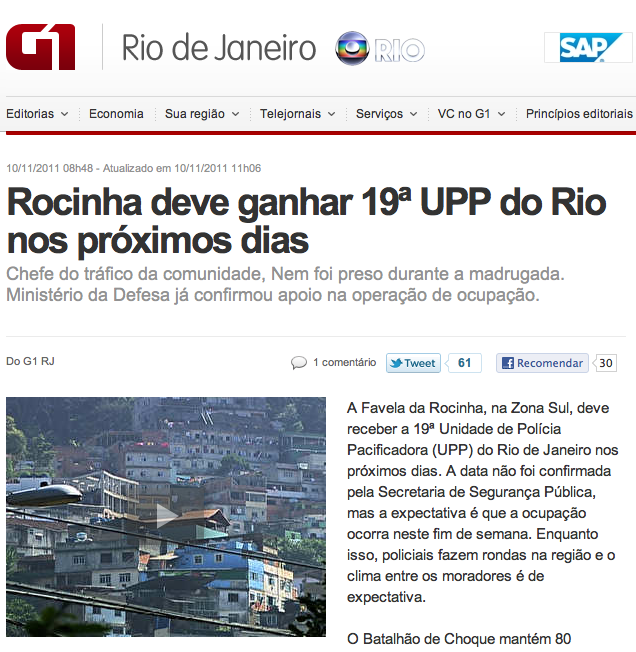 G1
Rio de Janeiro
RIO
SAP
Editorias
Economia
Sua região
Telejornais
Serviços
VC no G1
Princípios editoriais
10/11/2011 08h48 - Atualizado em 10/11/2011 11h06
Rocinha deve ganhar 19ª UPP do Rio
nos próximos dias
Chefe do tráfico da comunidade, Nem foi preso durante a madrugada.
Ministério da Defesa já confirmou apoio na operação de ocupação.
Do G1 RJ
1 comentário
Tweet
61
Recomendar
30
A Favela da Rocinha, na Zona Sul, deve
receber a 19ª Unidade de Polícia
Pacificadora (UPP) do Rio de Janeiro nos
próximos dias. A data não foi confirmada
pela Secretaria de Segurança Pública,
mas a expectativa é que a ocupação
ocorra neste fim de semana. Enquanto
isso, policiais fazem rondas na região e o
clima entre os moradores é de
expectativa.
O Batalhão de Choque mantém 80